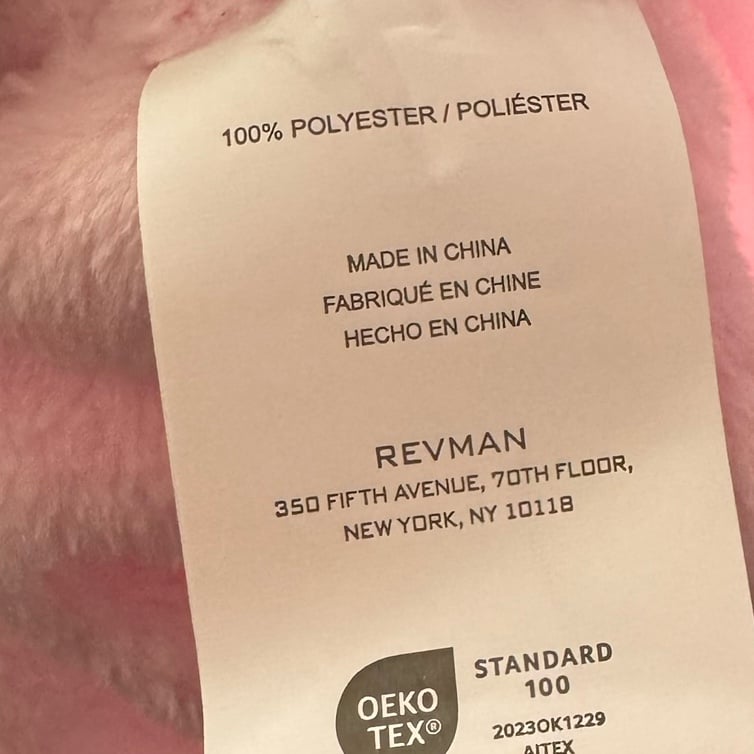 100% POLYESTER / POLIÉSTER
MADE IN CHINA
FABRIQUÉ EN CHINE
HECHO EN CHINA
REVMAN
350 FIFTH AVENUE, 70TH FLOOR,
NEW YORK, NY 10118
OEKO
TEX®
STANDARD
100
2023OK1229
AITEX